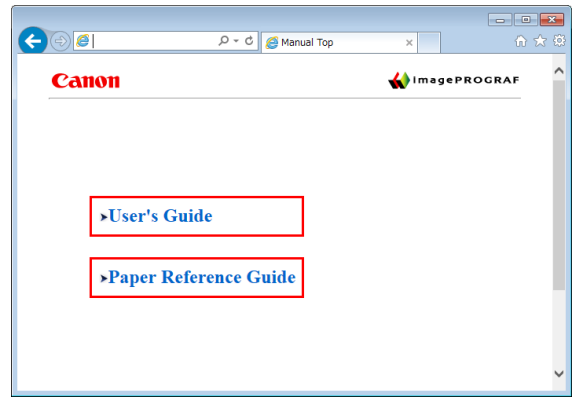 Manual Top
Canon
imagePROGRAF
User's Guide
Paper Reference Guide